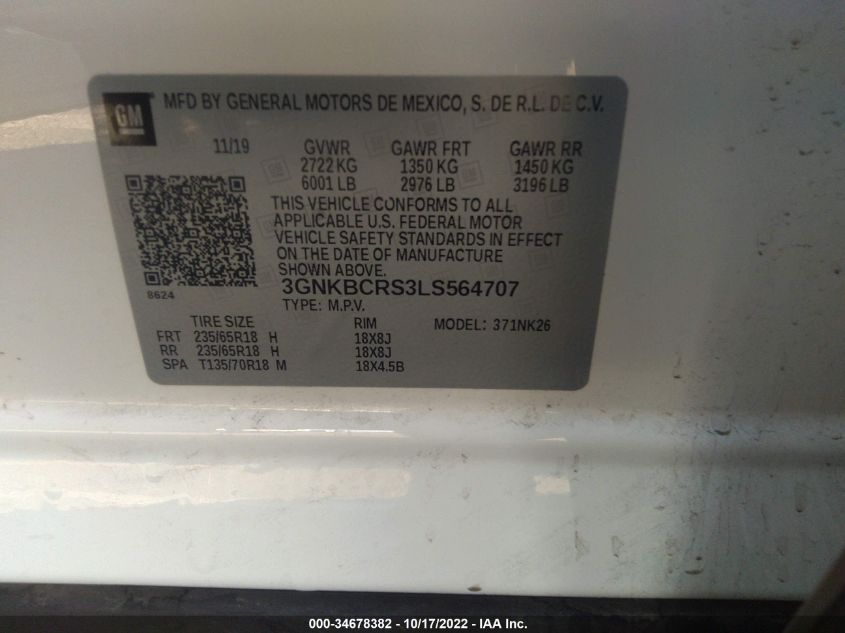 GM MFD BY GENERAL MOTORS DE MEXICO, S. DE R.L. DE C.V.
11/19 GVWR GAWR FRT GAWR RR
2722 KG 1350 KG 1450 KG
6001 LB 2976 LB 3196 LB
THIS VEHICLE CONFORMS TO ALL
APPLICABLE U.S. FEDERAL MOTOR
VEHICLE SAFETY STANDARDS IN EFFECT
ON THE DATE OF MANUFACTURE
SHOWN ABOVE.
8624
3GNKBCRS3LS564707
TYPE: M.P.V.
TIRE SIZE RIM MODEL: 371NK26
FRT 235/65R18 H 18X8J
RR 235/65R18 H 18X8J
SPA T135/70R18 M 18X4.5B
000-34678382 - 10/17/2022 - IAA Inc.